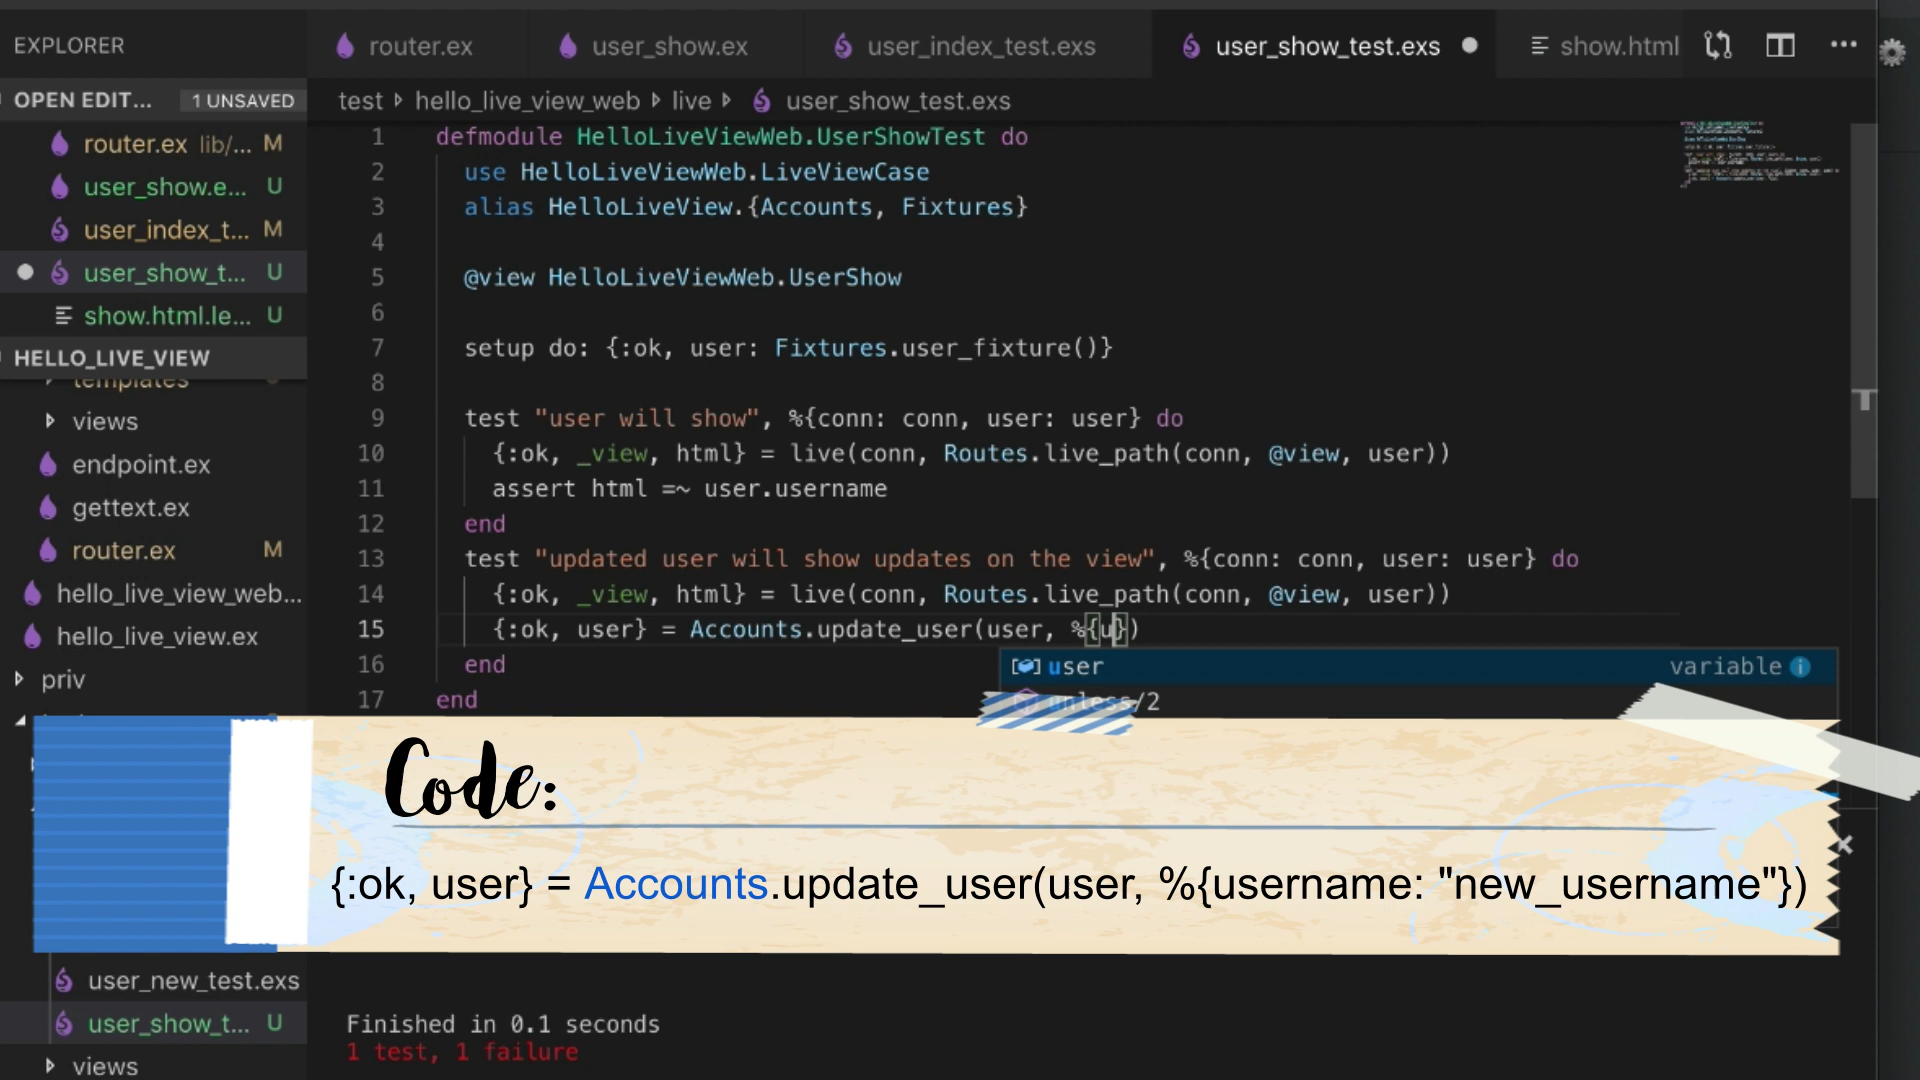 EXPLORER
router.ex
user_show.ex
user_index_test.exs
user_show_test.exs
show.html
OPEN EDIT...
1 UNSAVED
router.ex lib/... M
user_show.e... U
user_index_t... M
user_show_t... U
show.html.le... U
HELLO_LIVE_VIEW
templates
views
endpoint.ex
gettext.ex
router.ex M
hello_live_view_web...
hello_live_view.ex
priv
user_new_test.exs
user_show_t... U
views
test hello_live_view_web live user_show_test.exs
1 defmodule HelloLiveViewWeb.UserShowTest do
2 use HelloLiveViewWeb.LiveViewCase
3 alias HelloLiveView.{Accounts, Fixtures}
4
5 @view HelloLiveViewWeb.UserShow
6
7 setup do: {:ok, user: Fixtures.user_fixture()}
8
9 test "user will show", %{conn: conn, user: user} do
10 {:ok, _view, html} = live(conn, Routes.live_path(conn, @view, user))
11 assert html =~ user.username
12 end
13 test "updated user will show updates on the view", %{conn: conn, user: user} do
14 {:ok, _view, html} = live(conn, Routes.live_path(conn, @view, user))
15 {:ok, user} = Accounts.update_user(user, %{u})
16 end
17 end
user variable
unless/2
Code:
{:ok, user} = Accounts.update_user(user, %{username: "new_username"})
Finished in 0.1 seconds
1 test, 1 failure